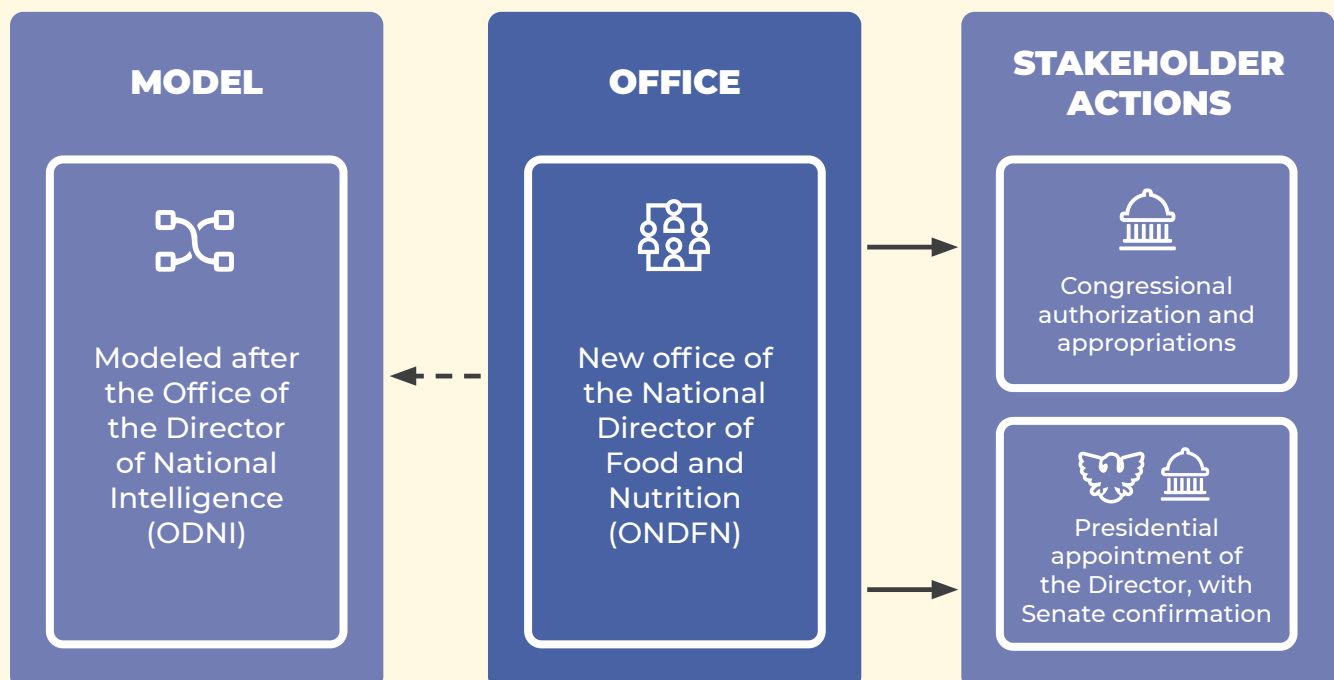 MODEL
Modeled after
the Office of
the Director
of National
Intelligence
(ODNI)
OFFICE
New office of
the National
Director of
Food and
Nutrition
(ONDFN)
STAKEHOLDER
ACTIONS
Congressional
authorization and
appropriations
Presidential
appointment of
the Director, with
Senate confirmation